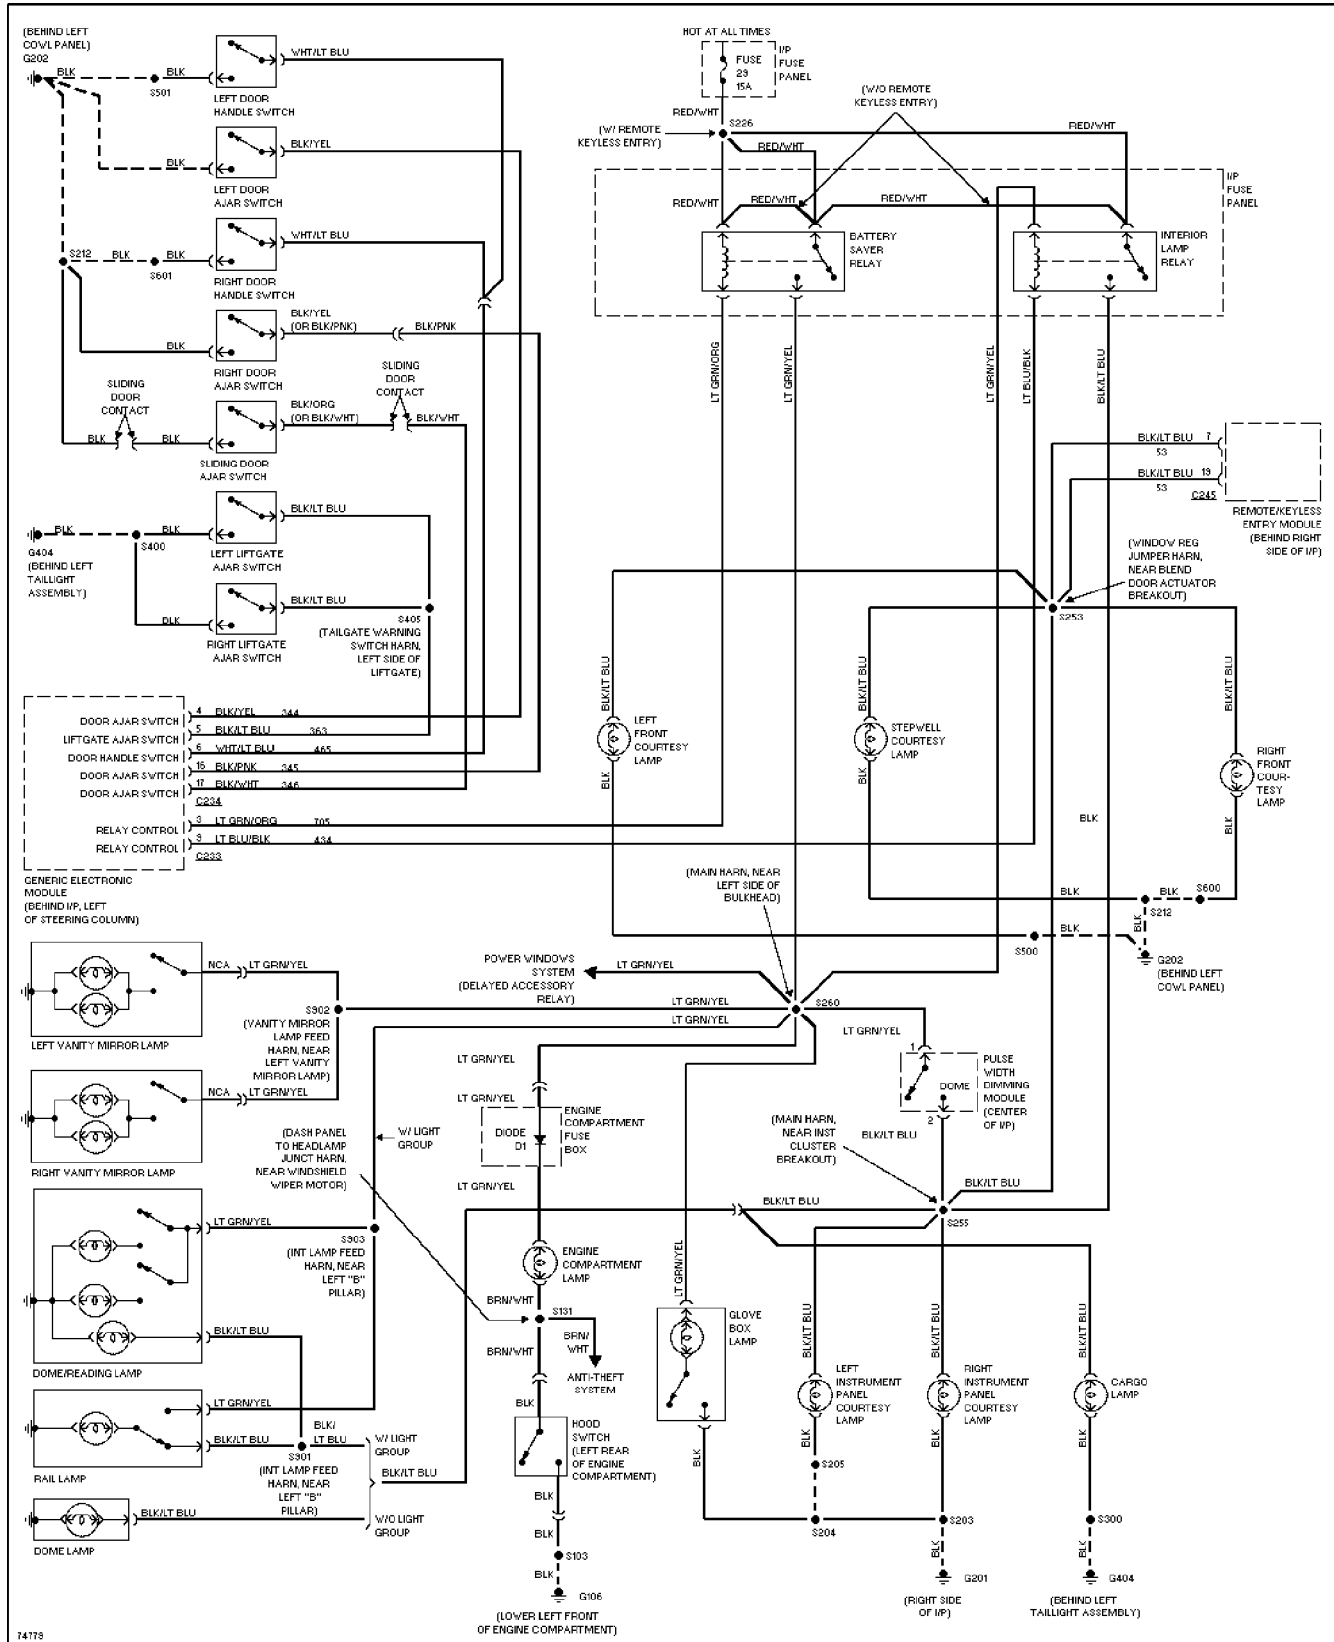 (BEHIND LEFT
COWL PANEL)
G202
BLK
BLK
S501
WHT/LT BLU
LEFT DOOR
HANDLE SWITCH
BLK
BLK/YEL
LEFT DOOR
AJAR SWITCH
S212
BLK
BLK
S601
WHT/LT BLU
RIGHT DOOR
HANDLE SWITCH
BLK
BLK/YEL
(OR BLK/PNK)
BLK/PNK
RIGHT DOOR
AJAR SWITCH
SLIDING
DOOR
CONTACT
SLIDING
DOOR
CONTACT
BLK
BLK
BLK/ORG
(OR BLK/WHT)
BLK/WHT
SLIDING DOOR
AJAR SWITCH
BLK
G404
(BEHIND LEFT
TAILLIGHT
ASSEMBLY)
S400
BLK
BLK/LT BLU
LEFT LIFTGATE
AJAR SWITCH
BLK
BLK/LT BLU
RIGHT LIFTGATE
AJAR SWITCH
S405
(TAILGATE WARNING
SWITCH HARN,
LEFT SIDE OF
LIFTGATE)
HOT AT ALL TIMES
FUSE
29
15A
I/P
FUSE
PANEL
RED/WHT
S226
(W/ REMOTE
KEYLESS ENTRY)
RED/WHT
(W/O REMOTE
KEYLESS ENTRY)
RED/WHT
I/P
FUSE
PANEL
RED/WHT
RED/WHT
RED/WHT
BATTERY
SAVER
RELAY
INTERIOR
LAMP
RELAY
LT GRN/ORG
LT GRN/YEL
LT GRN/YEL
LT BLU/BLK
BLK/LT BLU
BLK/LT BLU 7
53
BLK/LT BLU 19
53
C245
REMOTE/KEYLESS
ENTRY MODULE
(BEHIND RIGHT
SIDE OF I/P)
(WINDOW REG
JUMPER HARN,
NEAR BLEND
DOOR ACTUATOR
BREAKOUT)
S253
BLK/LT BLU
BLK/LT BLU
BLK/LT BLU
LEFT
FRONT
COURTESY
LAMP
STEPWELL
COURTESY
LAMP
RIGHT
FRONT
COUR-
TESY
LAMP
BLK
BLK
BLK
BLK
DOOR AJAR SWITCH 4 BLK/YEL 344
LIFTGATE AJAR SWITCH 5 BLK/LT BLU 363
DOOR HANDLE SWITCH 6 WHT/LT BLU 465
DOOR AJAR SWITCH 16 BLK/PNK 345
DOOR AJAR SWITCH 17 BLK/WHT 346
C234
RELAY CONTROL 3 LT GRN/ORG 705
RELAY CONTROL 9 LT BLU/BLK 434
C233
GENERIC ELECTRONIC
MODULE
(BEHIND I/P, LEFT
OF STEERING COLUMN)
(MAIN HARN, NEAR
LEFT SIDE OF
BULKHEAD)
BLK
BLK
S600
S212
BLK
S500
BLK
G202
(BEHIND LEFT
COWL PANEL)
NCA
LT GRN/YEL
LEFT VANITY MIRROR LAMP
S902
(VANITY MIRROR
LAMP FEED
HARN, NEAR
LEFT VANITY
MIRROR LAMP)
NCA
LT GRN/YEL
RIGHT VANITY MIRROR LAMP
POWER WINDOWS
SYSTEM
(DELAYED ACCESSORY
RELAY)
LT GRN/YEL
LT GRN/YEL
LT GRN/YEL
S260
LT GRN/YEL
LT GRN/YEL
LT GRN/YEL
1
DOME
2
PULSE
WIDTH
DIMMING
MODULE
(CENTER
OF I/P)
DIODE
D1
ENGINE
COMPARTMENT
FUSE
BOX
W/ LIGHT
GROUP
(DASH PANEL
TO HEADLAMP
JUNCT HARN,
NEAR WINDSHIELD
WIPER MOTOR)
(MAIN HARN,
NEAR INST
CLUSTER
BREAKOUT)
BLK/LT BLU
LT GRN/YEL
BLK/LT BLU
BLK/LT BLU
S255
LT GRN/YEL
S903
(INT LAMP FEED
HARN, NEAR
LEFT "B"
PILLAR)
BLK/LT BLU
DOME/READING LAMP
ENGINE
COMPARTMENT
LAMP
BRN/WHT
S131
BRN/WHT
BRN/
WHT
ANTI-THEFT
SYSTEM
LT GRN/YEL
GLOVE
BOX
LAMP
BLK/LT BLU
BLK/LT BLU
BLK/LT BLU
LEFT
INSTRUMENT
PANEL
COURTESY
LAMP
RIGHT
INSTRUMENT
PANEL
COURTESY
LAMP
CARGO
LAMP
LT GRN/YEL
BLK/LT BLU
S901
(INT LAMP FEED
HARN, NEAR
LEFT "B"
PILLAR)
BLK/
LT BLU
W/ LIGHT
GROUP
BLK/LT BLU
W/O LIGHT
GROUP
RAIL LAMP
BLK/LT BLU
DOME LAMP
BLK
HOOD
SWITCH
(LEFT REAR
OF ENGINE
COMPARTMENT)
BLK
BLK
S103
BLK
G106
(LOWER LEFT FRONT
OF ENGINE COMPARTMENT)
BLK
BLK
BLK
BLK
S205
S204
S203
S300
BLK
BLK
G201
(RIGHT SIDE
OF I/P)
G404
(BEHIND LEFT
TAILLIGHT ASSEMBLY)
74779